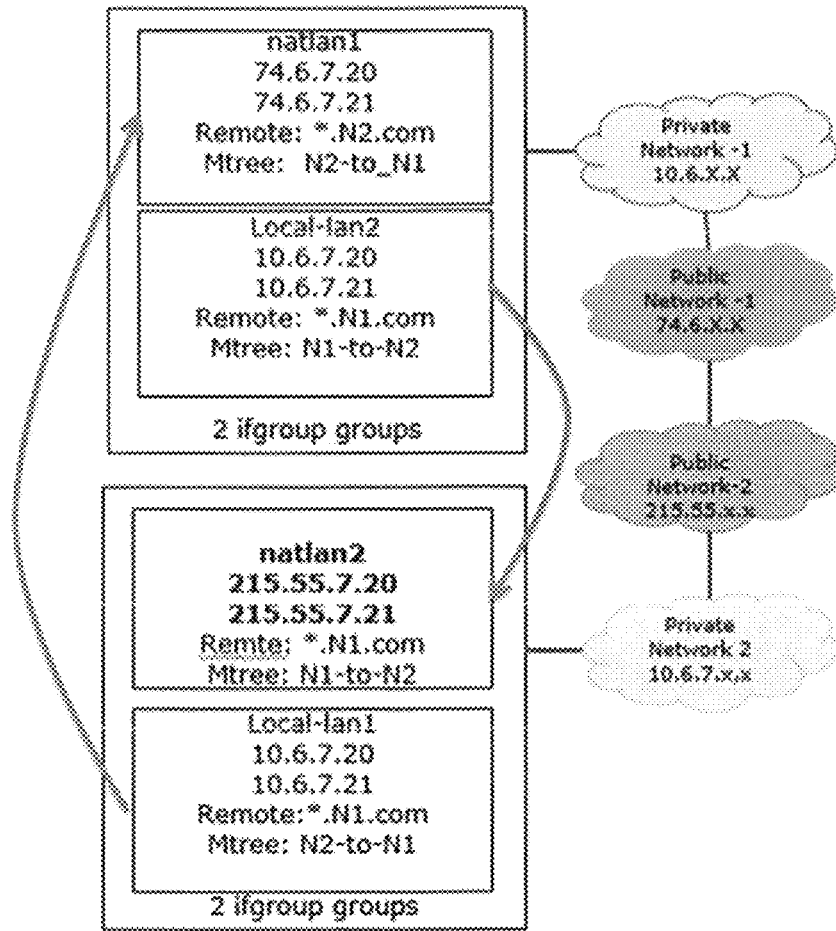 natlan1
74.6.7.20
74.6.7.21
Remote: *.N2.com
Mtree: N2-to_N1
Local-lan2
10.6.7.20
10.6.7.21
Remote: *.N1.com
Mtree: N1-to-N2
2 ifgroup groups
natlan2
215.55.7.20
215.55.7.21
Remte: *.N1.com
Mtree: N1-to-N2
Local-lan1
10.6.7.20
10.6.7.21
Remote:*.N1.com
Mtree: N2-to-N1
2 ifgroup groups
Private
Network -1
10.6.X.X
Public
Network -1
74.6.X.X
Public
Network-2
215.55.x.x
Private
Network 2
10.6.7.x.x